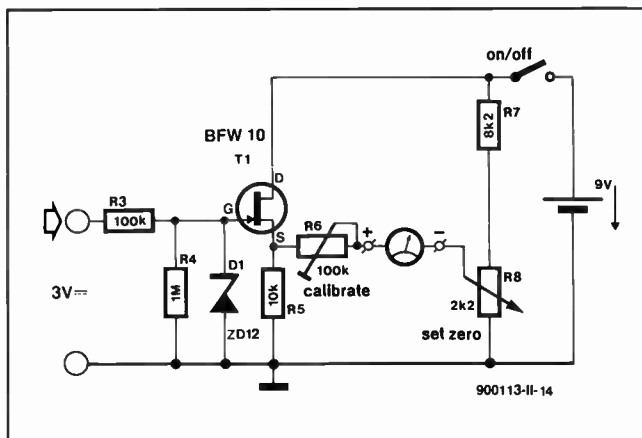 on/off
BFW 10
T1
D
G
S
R3
100k
R4
1M
D1
ZD12
R5
10k
R6
100k
calibrate
+
−
R7
8k2
R8
2k2
set zero
9V
3V⎓
900113-II-14